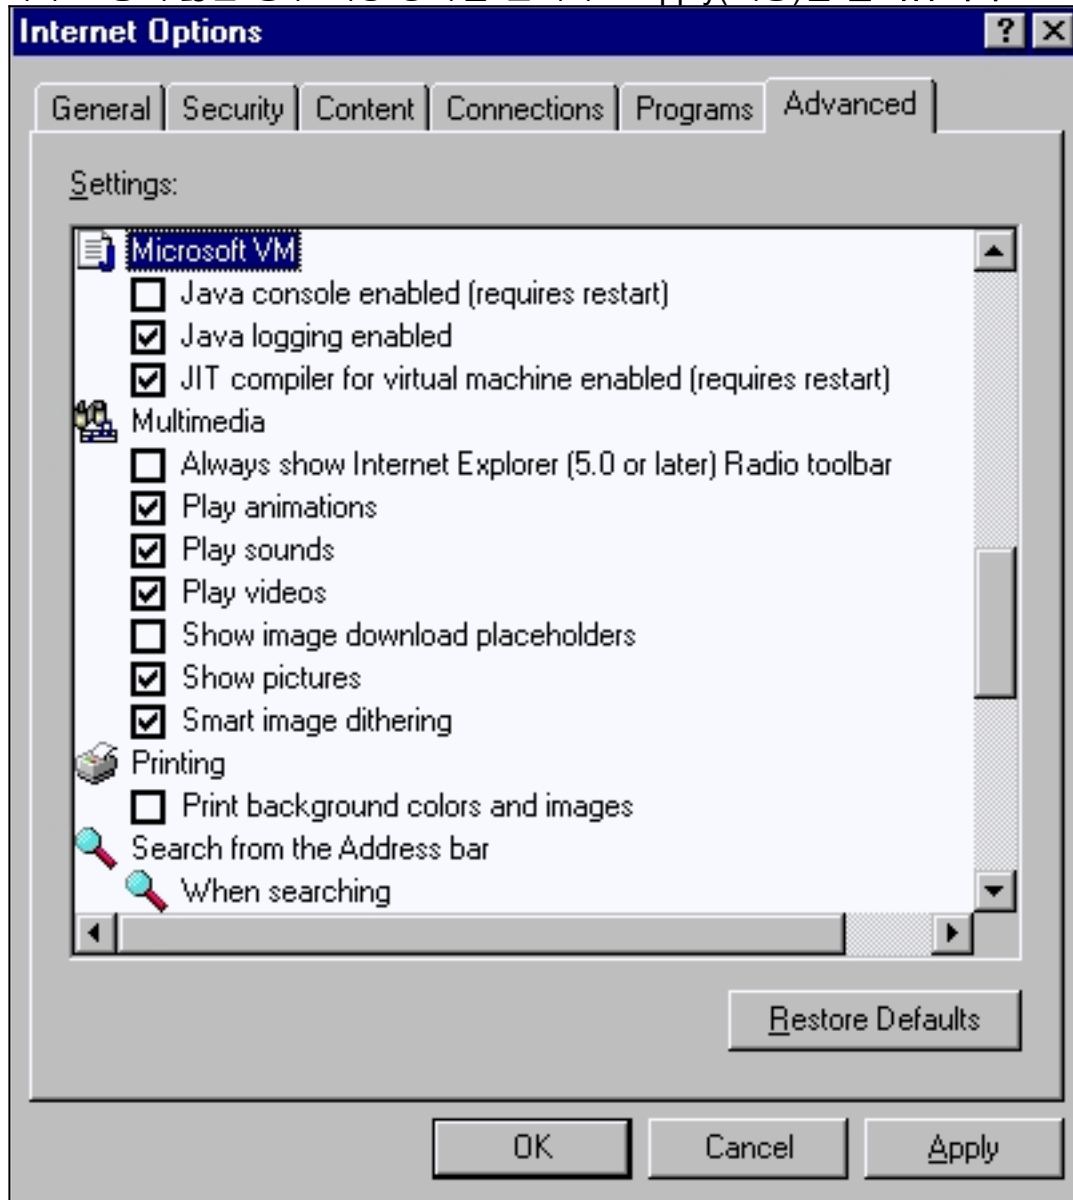 Internet Options
General Security Content Connections Programs Advanced
Settings:
Microsoft VM
Java console enabled (requires restart)
Java logging enabled
JIT compiler for virtual machine enabled (requires restart)
Multimedia
Always show Internet Explorer (5.0 or later) Radio toolbar
Play animations
Play sounds
Play videos
Show image download placeholders
Show pictures
Smart image dithering
Printing
Print background colors and images
Search from the Address bar
When searching
Restore Defaults
OK Cancel Apply